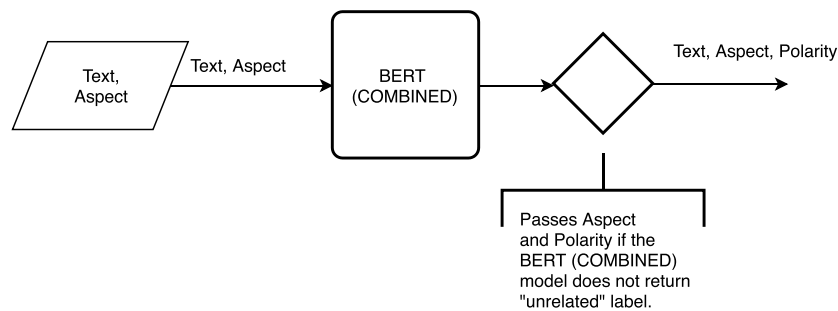 Text,
Aspect
Text, Aspect
BERT
(COMBINED)
Text, Aspect, Polarity
Passes Aspect
and Polarity if the
BERT (COMBINED)
model does not return
"unrelated" label.